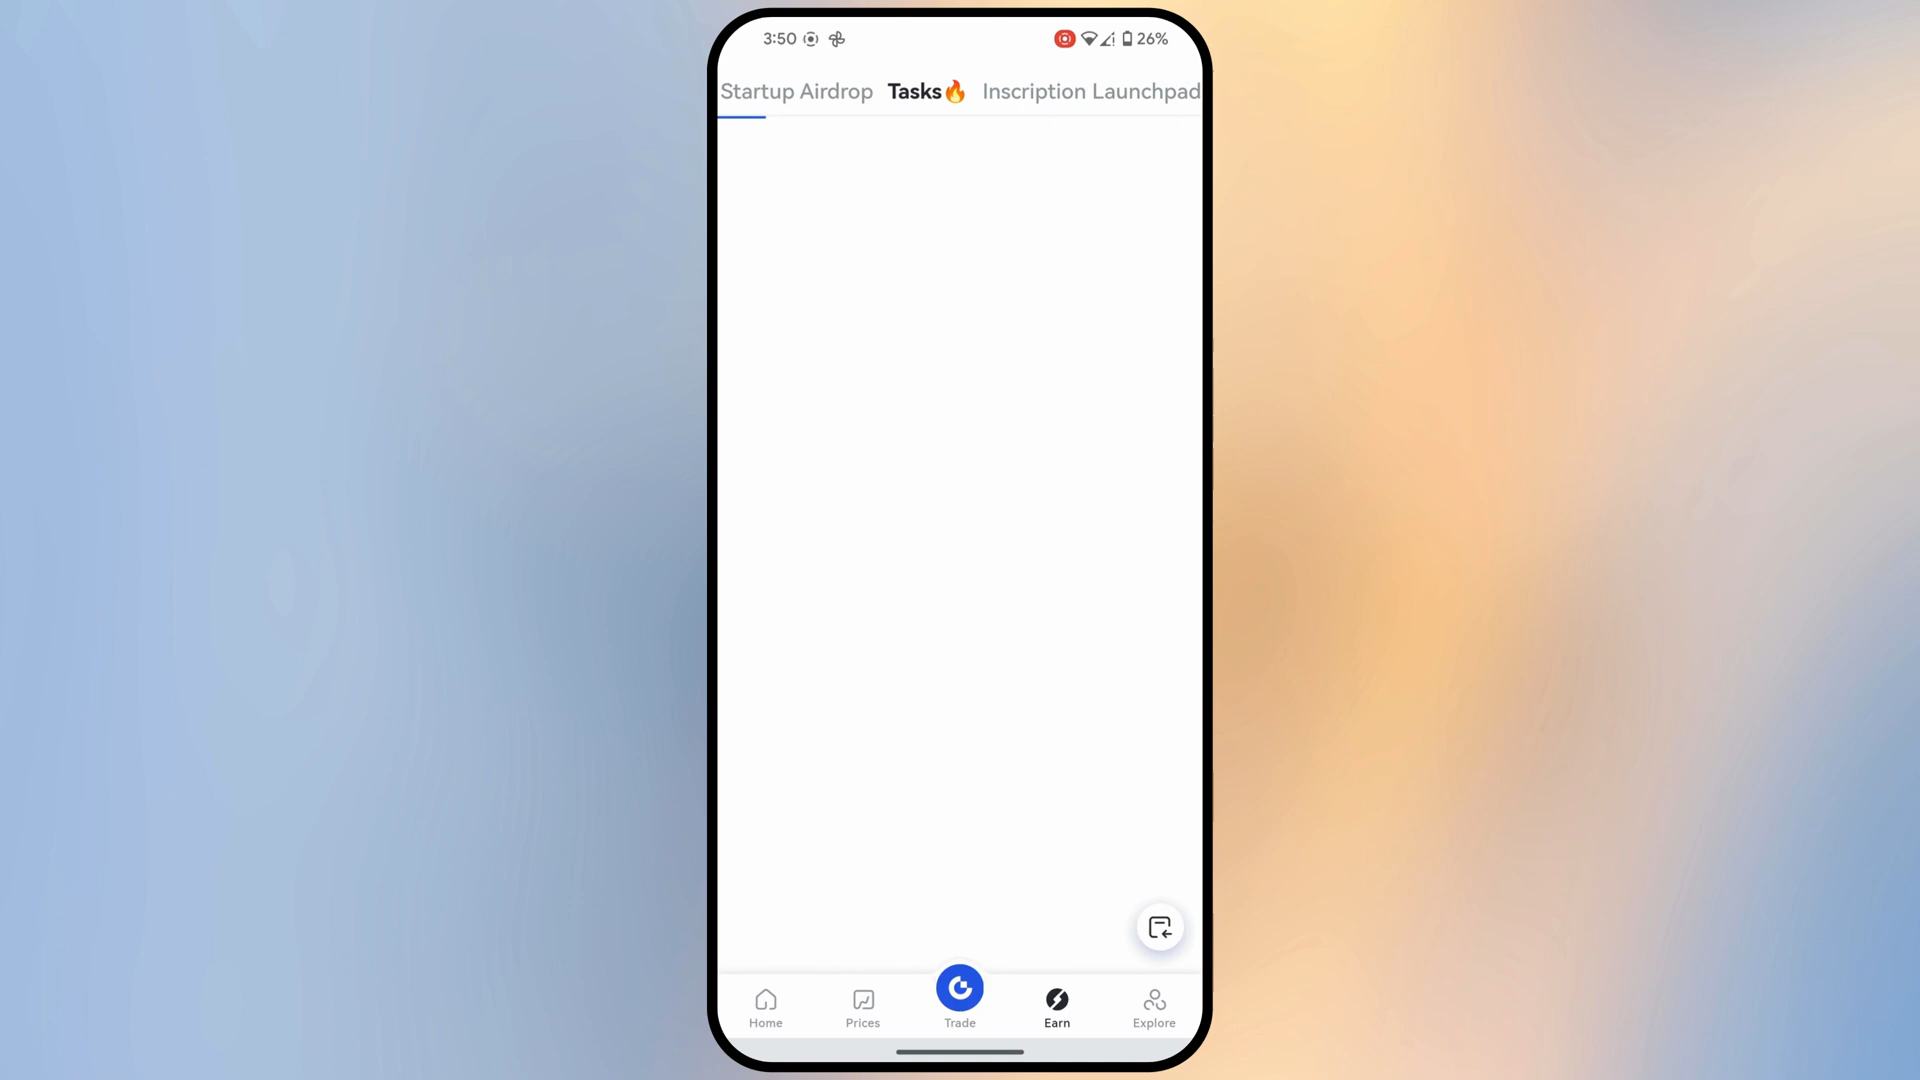 3:50 26%
Startup Airdrop Tasks🔥 Inscription Launchpad
Home Prices Trade Earn Explore